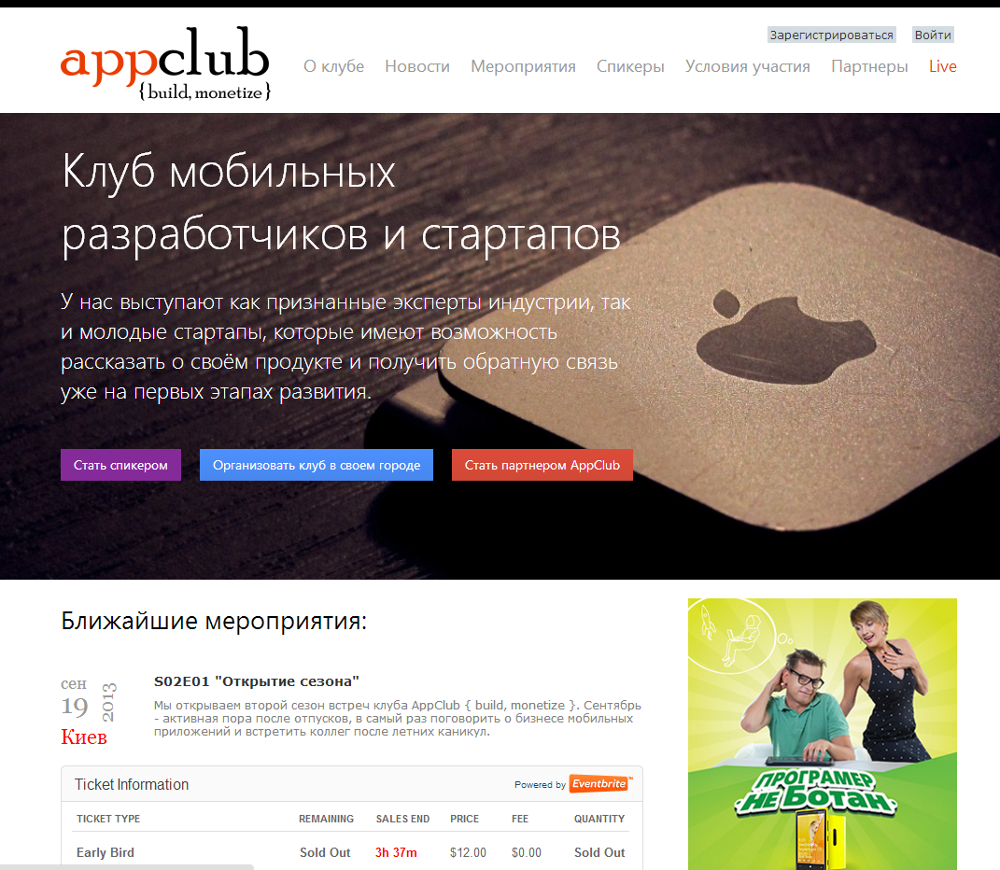 Зарегистрироваться Войти
appclub
{ build, monetize }
О клубе Новости Мероприятия Спикеры Условия участия Партнеры Live
Клуб мобильных
разработчиков и стартапов
У нас выступают как признанные эксперты индустрии, так
и молодые стартапы, которые имеют возможность
рассказать о своём продукте и получить обратную связь
уже на первых этапах развития.
Стать спикером Организовать клуб в своем городе Стать партнером AppClub
Ближайшие мероприятия:
сен
19
2013
Киев
S02E01 "Открытие сезона"
Мы открываем второй сезон встреч клуба AppClub { build, monetize }. Сентябрь
- активная пора после отпусков, в самый раз поговорить о бизнесе мобильных
приложений и встретить коллег после летних каникул.
Ticket Information Powered by Eventbrite™
TICKET TYPE REMAINING SALES END PRICE FEE QUANTITY
Early Bird Sold Out 3h 37m $12.00 $0.00 Sold Out
ПРОГРАМЕР
НЕ БОТАН